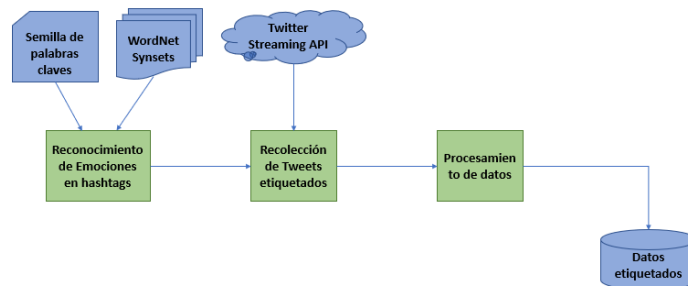 Semilla de
palabras
claves
WordNet
Synsets
Twitter
Streaming API
Reconocimiento
de Emociones
en hashtags
Recolección
de Tweets
etiquetados
Procesamien
to de datos
Datos
etiquetados